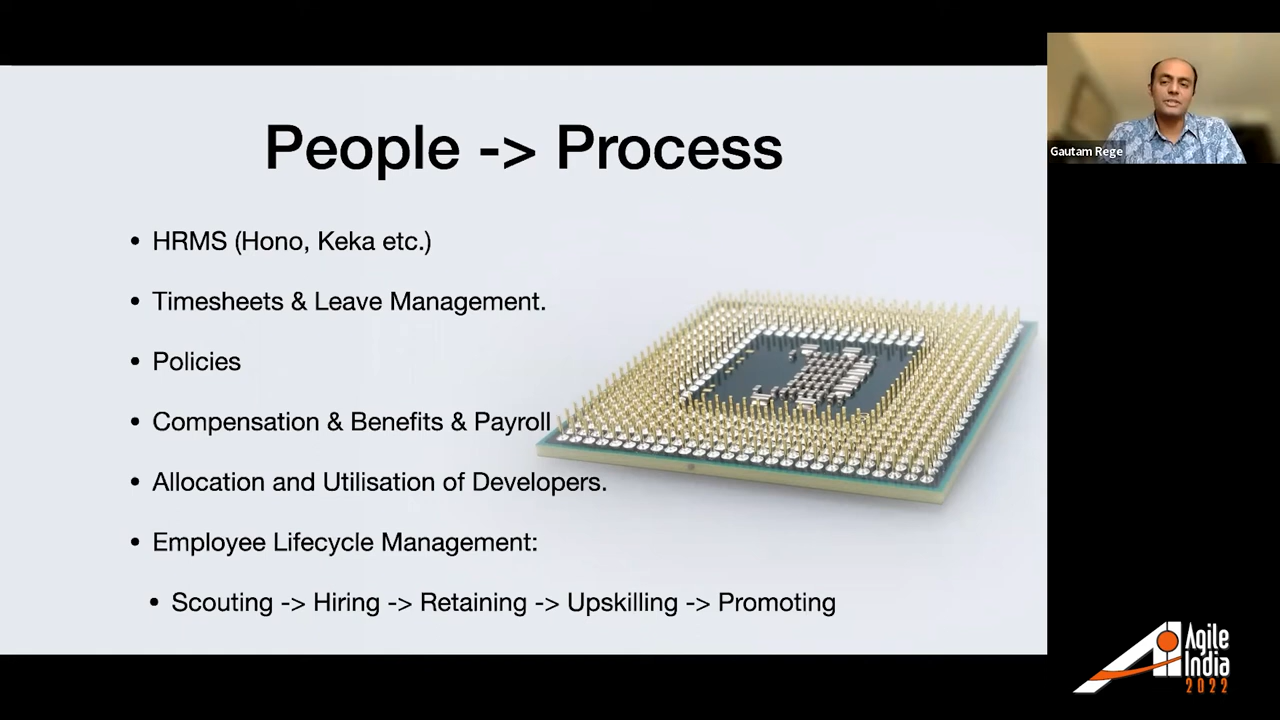 People -> Process
• HRMS (Hono, Keka etc.)
• Timesheets & Leave Management.
• Policies
• Compensation & Benefits & Payroll
• Allocation and Utilisation of Developers.
• Employee Lifecycle Management:
• Scouting -> Hiring -> Retaining -> Upskilling -> Promoting
Gautam Rege
Agile
India
2022